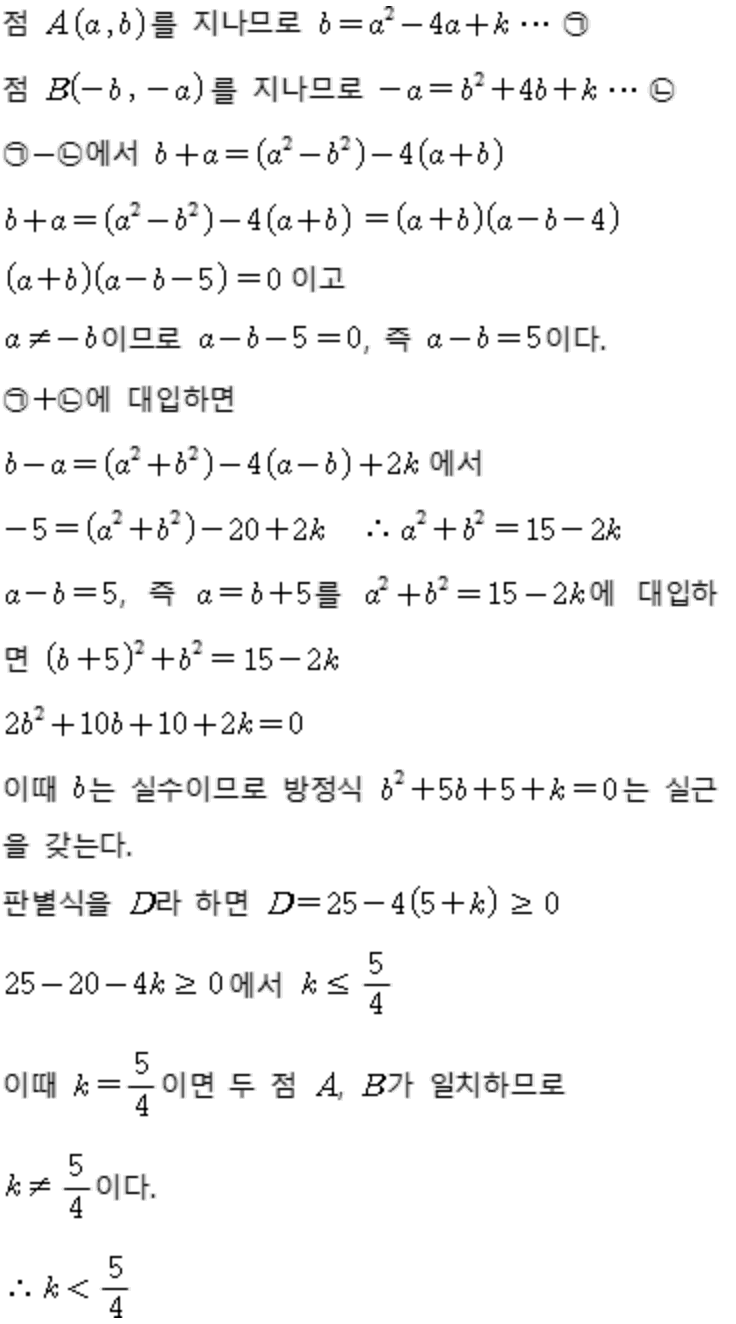 점 A(a,b)를 지나므로 b=a²-4a+k ⋯ ㉠
점 B(-b, -a)를 지나므로 -a=b²+4b+k ⋯ ㉡
㉠-㉡에서 b+a=(a²-b²)-4(a+b)
b+a=(a²-b²)-4(a+b) =(a+b)(a-b-4)
(a+b)(a-b-5)=0 이고
a≠-b이므로 a-b-5=0, 즉 a-b=5이다.
㉠+㉡에 대입하면
b-a=(a²+b²)-4(a-b)+2k 에서
-5=(a²+b²)-20+2k ∴ a²+b²=15-2k
a-b=5, 즉 a=b+5를 a²+b²=15-2k에 대입하
면 (b+5)²+b²=15-2k
2b²+10b+10+2k=0
이때 b는 실수이므로 방정식 b²+5b+5+k=0는 실근
을 갖는다.
판별식을 D라 하면 D=25-4(5+k) ≥ 0
25-20-4k ≥ 0에서 k ≤ 5/4
이때 k=5/4이면 두 점 A, B가 일치하므로
k≠ 5/4이다.
∴ k < 5/4